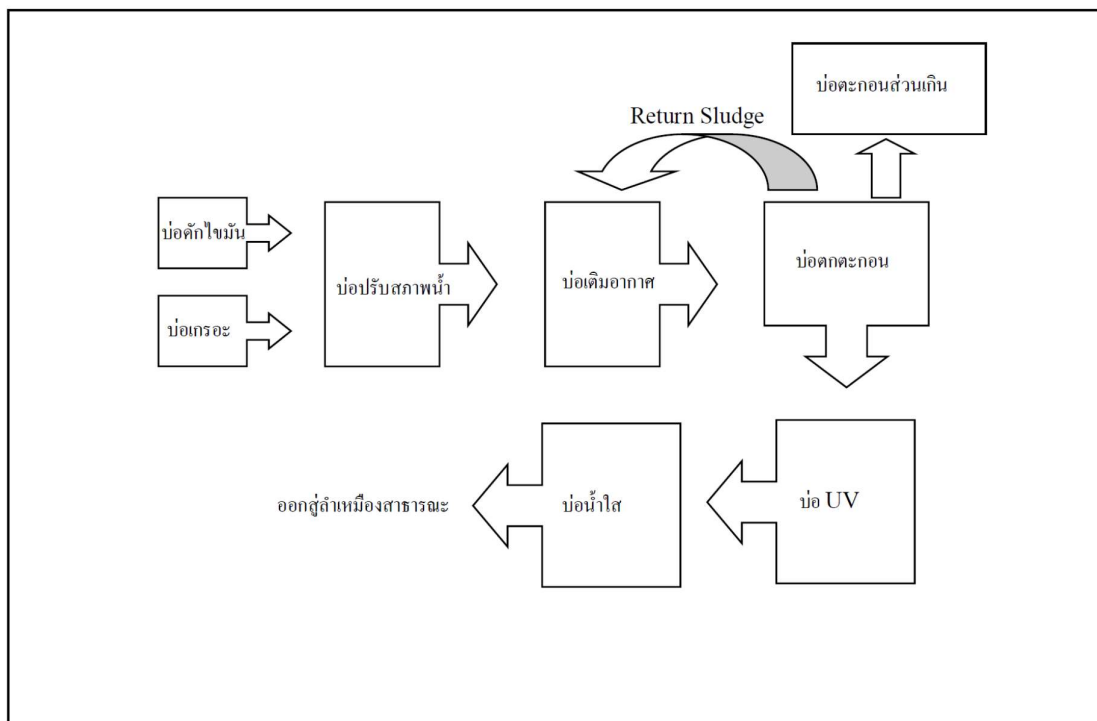 บ่อตะกอนส่วนเกิน
Return Sludge
บ่อดักไขมัน
บ่อปรับสภาพน้ำ
บ่อเติมอากาศ
บ่อตกตะกอน
บ่อเกรอะ
ออกสู่ลำเหมืองสาธารณะ
บ่อน้ำใส
บ่อ UV